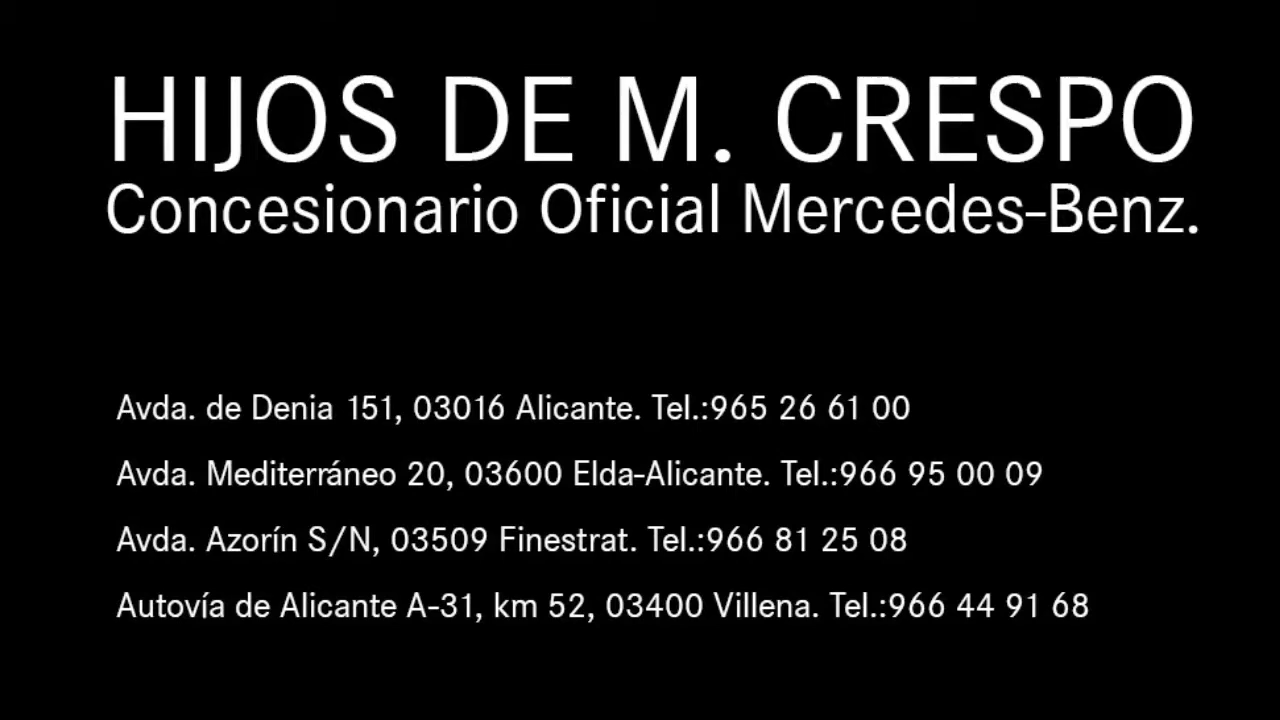 HIJOS DE M. CRESPO
Concesionario Oficial Mercedes-Benz.
Avda. de Denia 151, 03016 Alicante. Tel.:965 26 61 00
Avda. Mediterráneo 20, 03600 Elda-Alicante. Tel.:966 95 00 09
Avda. Azorín S/N, 03509 Finestrat. Tel.:966 81 25 08
Autovía de Alicante A-31, km 52, 03400 Villena. Tel.:966 44 91 68